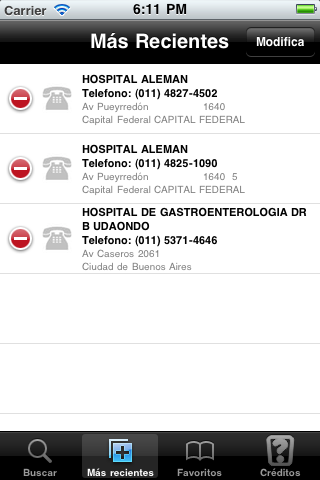 Carrier 6:11 PM
Más Recientes
Modifica
HOSPITAL ALEMAN
Telefono: (011) 4827-4502
Av Pueyrredón 1640
Capital Federal CAPITAL FEDERAL
HOSPITAL ALEMAN
Telefono: (011) 4825-1090
Av Pueyredón 1640 5
Capital Federal CAPITAL FEDERAL
HOSPITAL DE GASTROENTEROLOGIA DR
B UDAONDO
Telefono: (011) 5371-4646
Av Caseros 2061
Ciudad de Buenos Aires
Buscar
Más recientes
Favoritos
Créditos